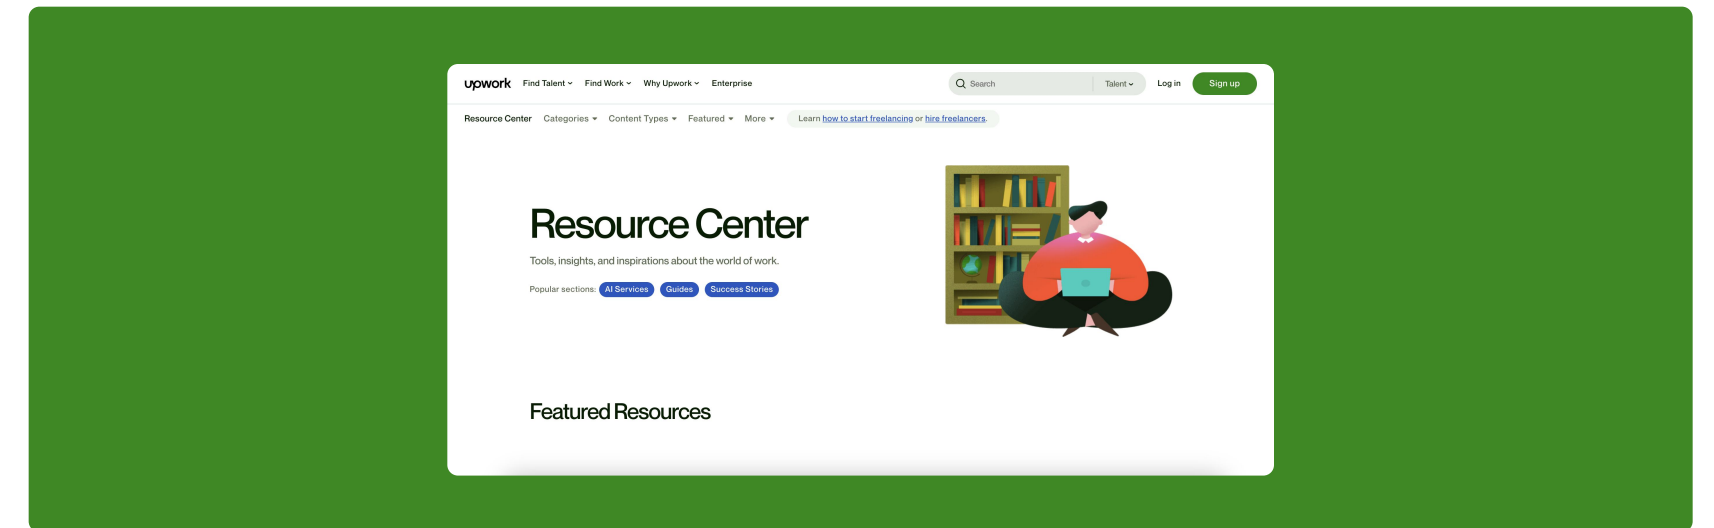 upwork Find Talent Find Work Why Upwork Enterprise Search Talent Log in Sign up
Resource Center Categories Content Types Featured More Learn how to start freelancing or hire freelancers.
Resource Center
Tools, insights, and inspirations about the world of work.
Popular sections: AI Services Guides Success Stories
Featured Resources